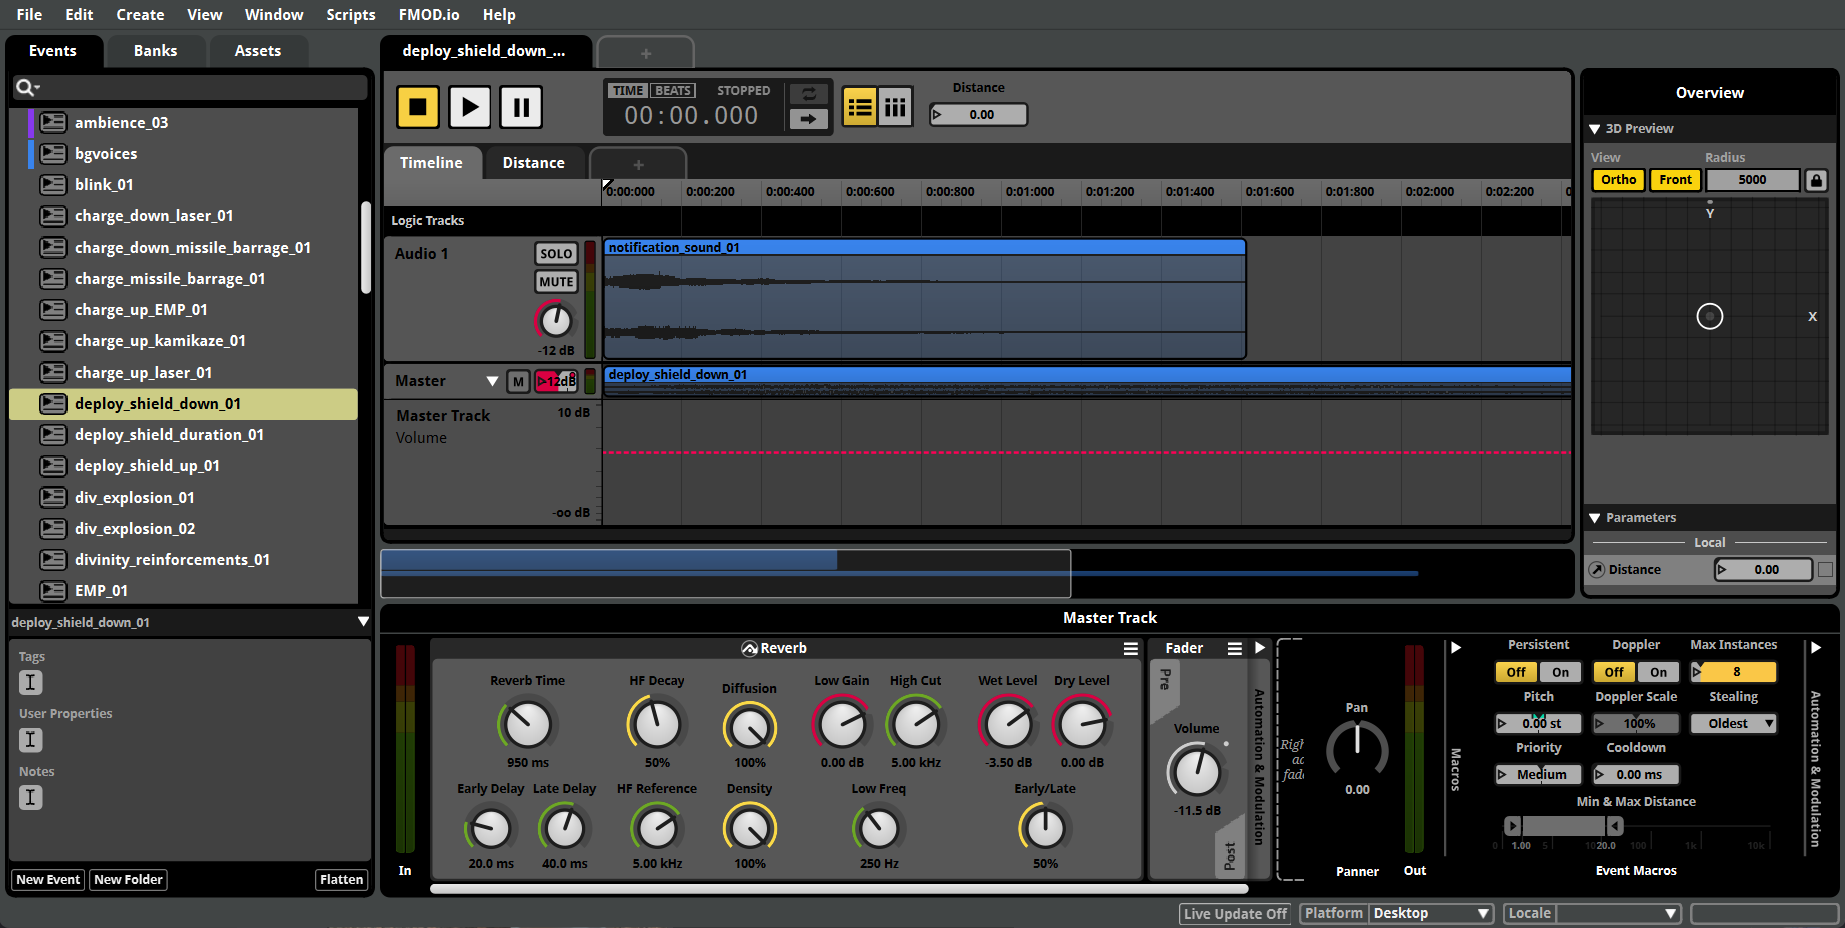 File Edit Create View Window Scripts FMOD.io Help
Events Banks Assets
ambience_03
bgvoices
blink_01
charge_down_laser_01
charge_down_missile_barrage_01
charge_missile_barrage_01
charge_up_EMP_01
charge_up_kamikaze_01
charge_up_laser_01
deploy_shield_down_01
deploy_shield_duration_01
deploy_shield_up_01
div_explosion_01
div_explosion_02
divinity_reinforcements_01
EMP_01
deploy_shield_down_01
Tags
User Properties
Notes
New Event New Folder Flatten
deploy_shield_down_... +
TIME BEATS STOPPED
00:00.000
Distance
0.00
Timeline Distance +
0:00:000 0:00:200 0:00:400 0:00:600 0:00:800 0:01:000 0:01:200 0:01:400 0:01:600 0:01:800 0:02:000 0:02:200
Logic Tracks
Audio 1 SOLO
MUTE
-12 dB
notification_sound_01
Master M -12dB
deploy_shield_down_01
Master Track 10 dB
Volume
-oo dB
Overview
3D Preview
View Radius
Ortho Front 5000
Y
X
Parameters
Local
Distance 0.00
Master Track
In
Reverb
Reverb Time HF Decay Diffusion Low Gain High Cut Wet Level Dry Level
950 ms 50% 100% 0.00 dB 5.00 kHz -3.50 dB 0.00 dB
Early Delay Late Delay HF Reference Density Low Freq Early/Late
20.0 ms 40.0 ms 5.00 kHz 100% 250 Hz 50%
Fader
Pre
Volume
-11.5 dB
Post
Automation & Modulation
Pan
0.00
Panner
Out
Macros
Persistent Doppler Max Instances
Off On Off On 8
Pitch Doppler Scale Stealing
0.00 st 100% Oldest
Priority Cooldown
Medium 0.00 ms
Min & Max Distance
0 1.00 5 20.0 100 1k 10k
Event Macros
Automation & Modulation
Live Update Off Platform Desktop Locale